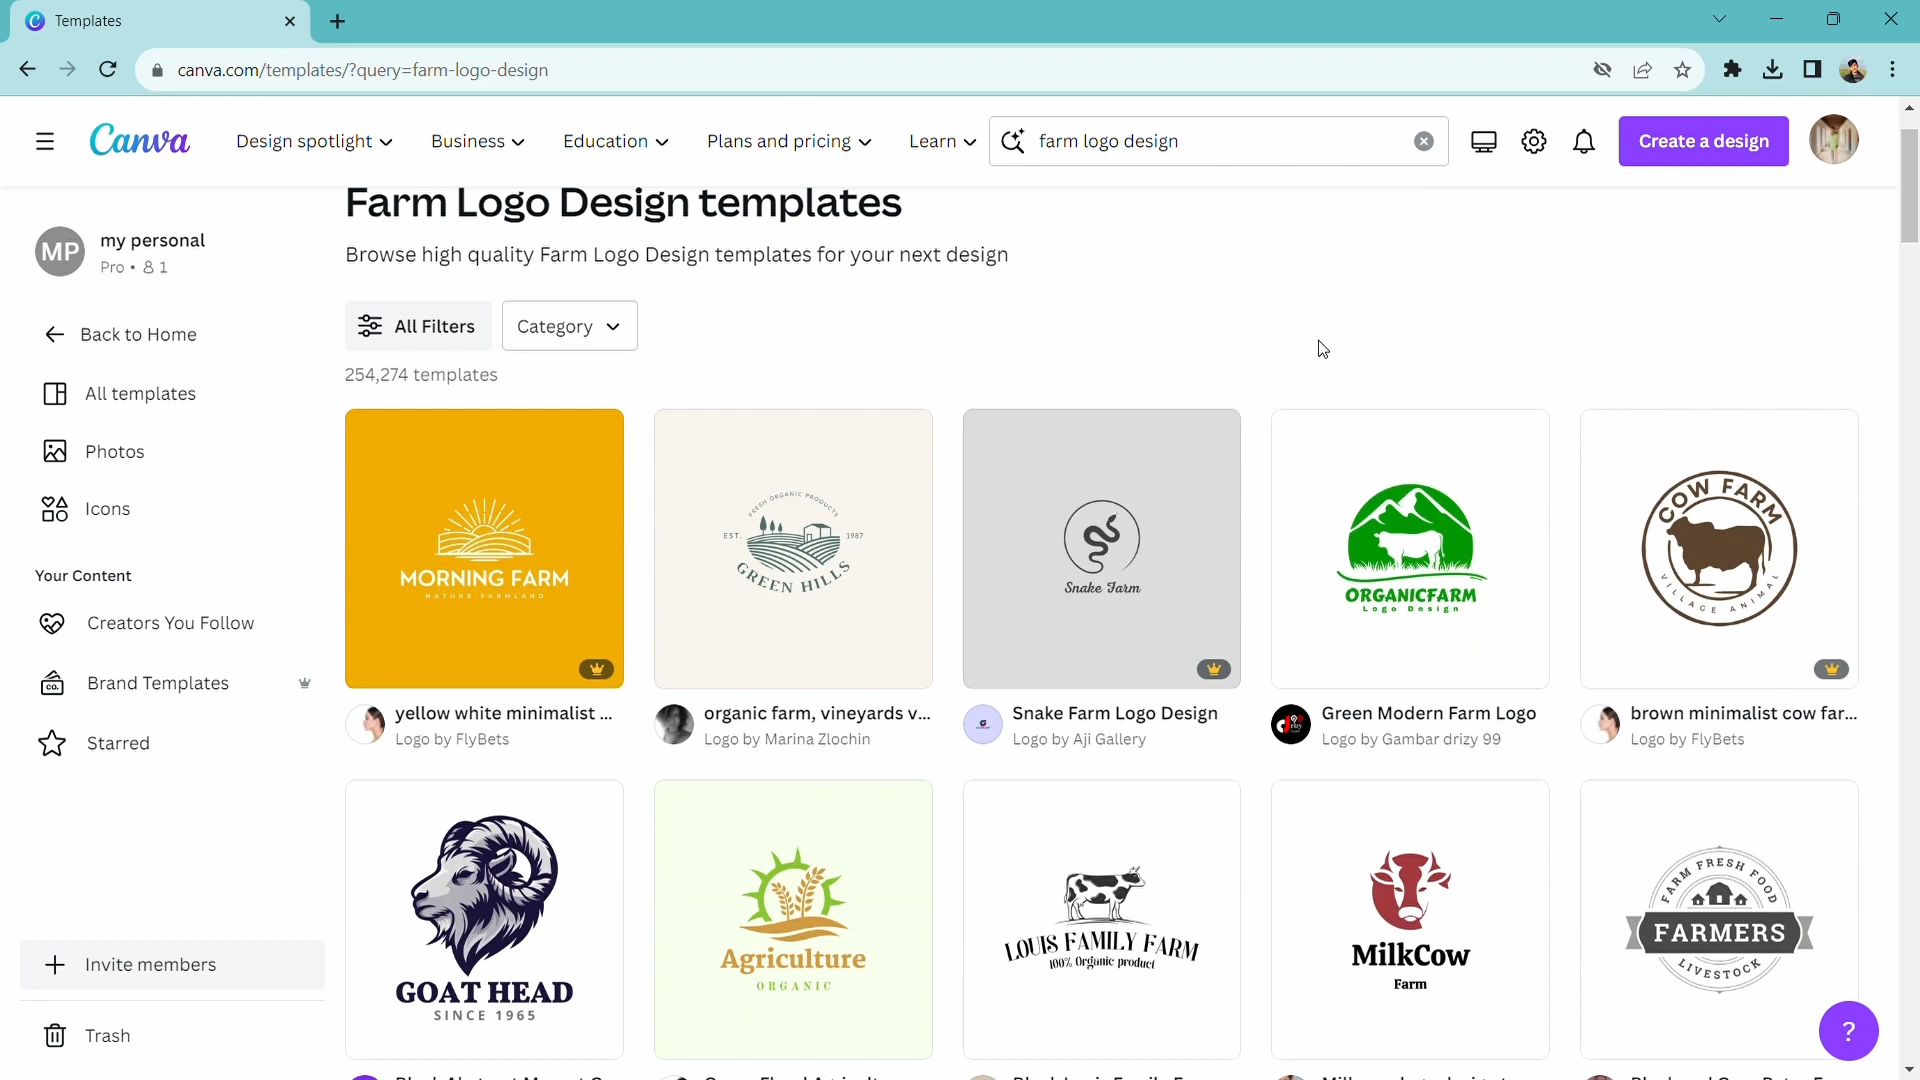 Templates
canva.com/templates/?query=farm-logo-design
Canva
Design spotlight
Business
Education
Plans and pricing
Learn
farm logo design
Create a design
MP
my personal
Pro • 1
Back to Home
All templates
Photos
Icons
Your Content
Creators You Follow
CO.
Brand Templates
Starred
Invite members
Trash
Farm Logo Design templates
Browse high quality Farm Logo Design templates for your next design
All Filters
Category
254,274 templates
MORNING FARM
NATURE FARMLAND
yellow white minimalist ...
Logo by FlyBets
FRESH ORGANIC PRODUCTS
EST. 1987
GREEN HILLS
organic farm, vineyards v...
Logo by Marina Zlochin
Snake Farm
Snake Farm Logo Design
Logo by Aji Gallery
ORGANICFARM
Logo Design
Green Modern Farm Logo
Logo by Gambar drizy 99
COW FARM
VILLAGE ANIMAL
brown minimalist cow far...
Logo by FlyBets
GOAT HEAD
SINCE 1965
Agriculture
ORGANIC
LOUIS FAMILY FARM
100% Organic product
MilkCow
Farm
FARM FRESH FOOD
FARMERS
LIVESTOCK
?